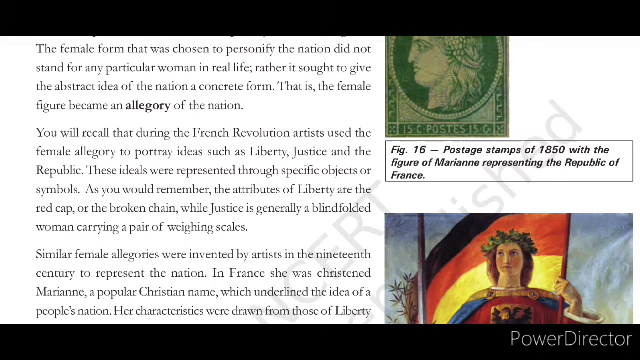 The female form that was chosen to personify the nation did not
stand for any particular woman in real life; rather it sought to give
the abstract idea of the nation a concrete form. That is, the female
figure became an allegory of the nation.
You will recall that during the French Revolution artists used the
female allegory to portray ideas such as Liberty, Justice and the
Republic. These ideals were represented through specific objects or
symbols. As you would remember, the attributes of Liberty are the
red cap, or the broken chain, while Justice is generally a blindfolded
woman carrying a pair of weighing scales.
Similar female allegories were invented by artists in the nineteenth
century to represent the nation. In France she was christened
Marianne, a popular Christian name, which underlined the idea of a
people's nation. Her characteristics were drawn from those of Liberty
15 C. POSTES 15 C.
Fig. 16 — Postage stamps of 1850 with the
figure of Marianne representing the Republic of
France.
NCERT
published
PowerDirector